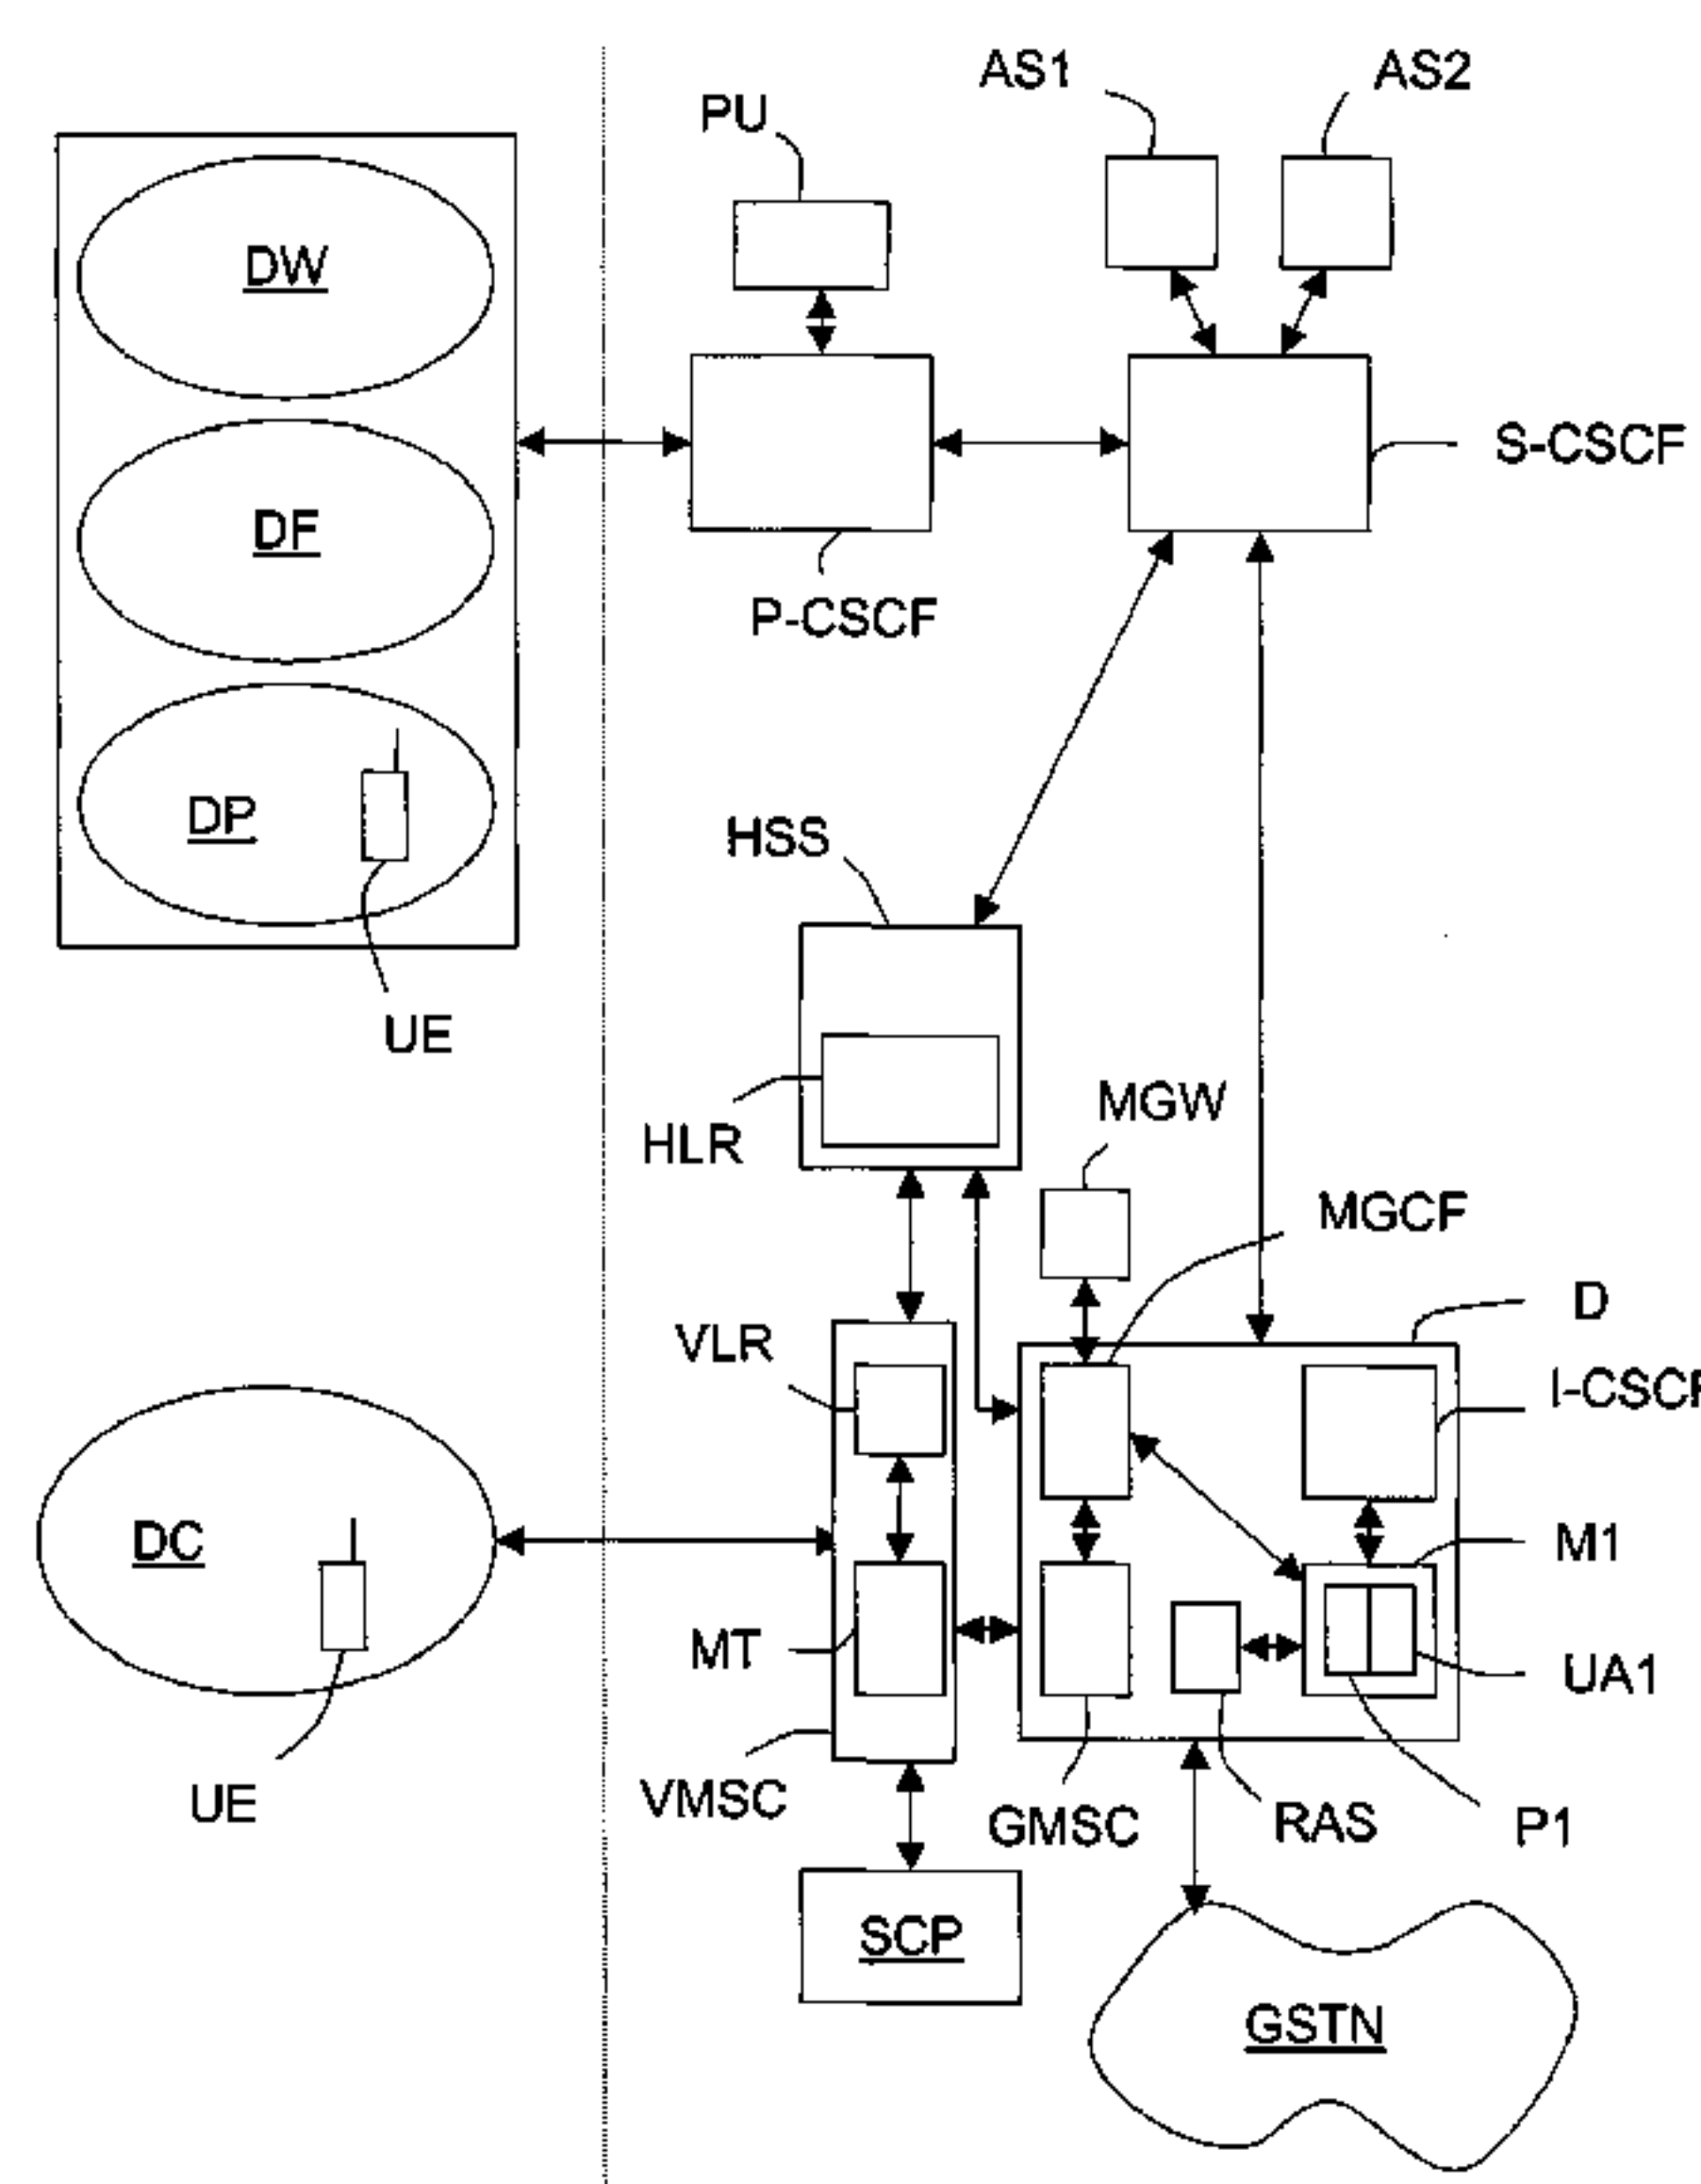 AS1
AS2
PU
DW
DF
S-CSCF
P-CSCF
DP
HSS
UE
MGW
HLR
MGCF
D
VLR
I-CSCF
DC
M1
MT
UA1
UE
VMSC
GMSC
RAS
P1
SCP
GSTN